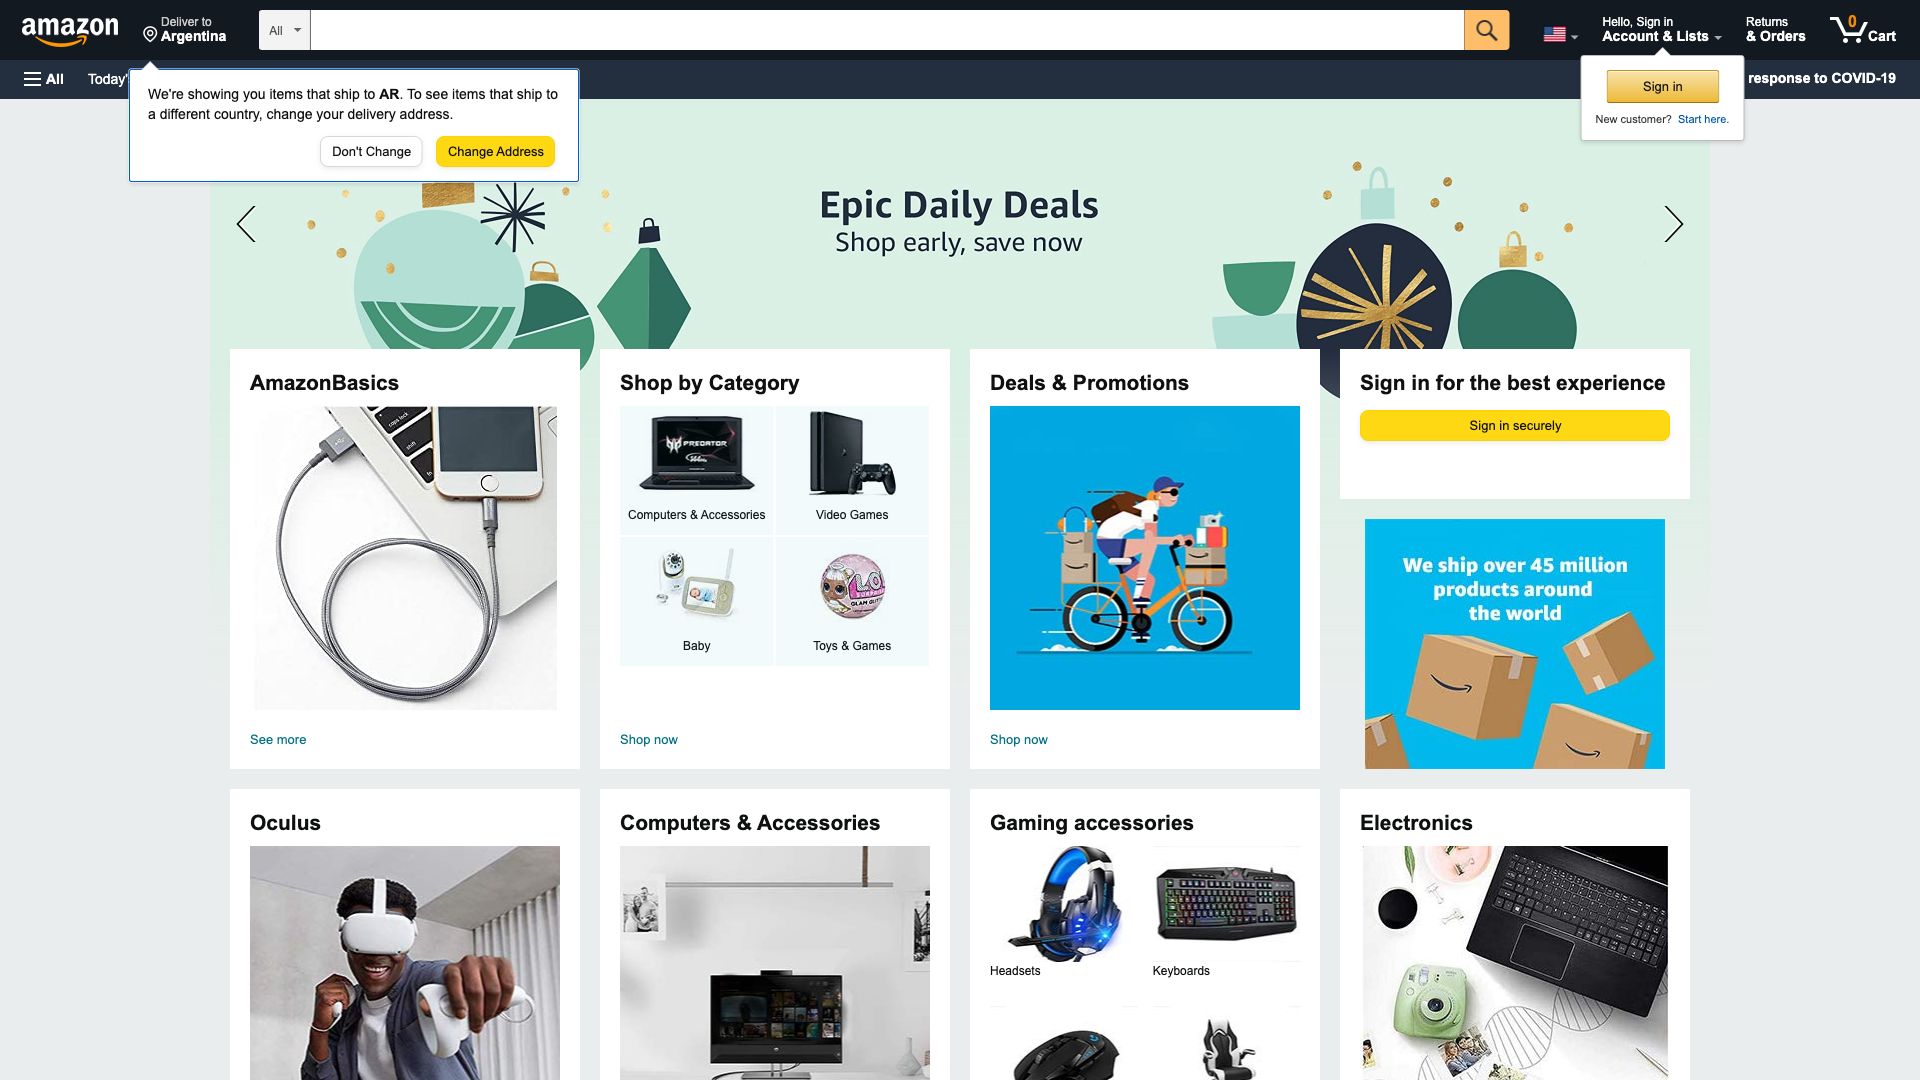 amazon
Deliver to
Argentina
All
Hello, Sign in
Account & Lists
Returns
& Orders
0
Cart
All
Today'
response to COVID-19
We're showing you items that ship to AR. To see items that ship to
a different country, change your delivery address.
Don't Change
Change Address
Sign in
New customer? Start here.
Epic Daily Deals
Shop early, save now
AmazonBasics
See more
Shop by Category
PREDATOR
Computers & Accessories
Video Games
Baby
Toys & Games
Shop now
Deals & Promotions
Shop now
Sign in for the best experience
Sign in securely
We ship over 45 million
products around
the world
Oculus
Computers & Accessories
Gaming accessories
Headsets
Keyboards
Electronics